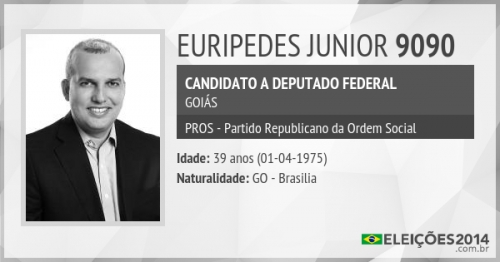 EURIPEDES JUNIOR 9090
CANDIDATO A DEPUTADO FEDERAL
GOIÁS
PROS - Partido Republicano da Ordem Social
Idade: 39 anos (01-04-1975)
Naturalidade: GO - Brasilia
ELEIÇÕES2014
.com.br